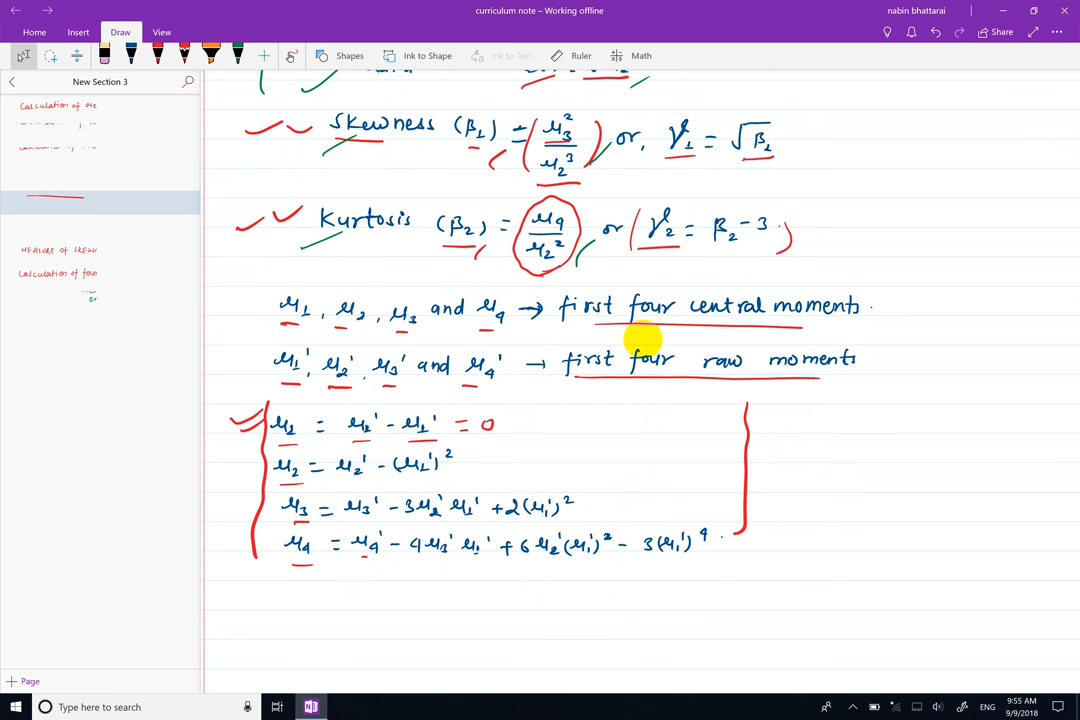 curriculum note – Working offline
nabin bhattarai
Home Insert Draw View
Share
Shapes Ink to Shape Ink to Text Ruler Math
New Section 3
Calculation of Me
MEASURE OF SKEW
Calculation of four
Skewness (β₁) = (μ₃²/μ₂³) or, γ₁ = √β₁
Kurtosis (β₂) = μ₄/μ₂² or (γ₂ = β₂ – 3.)
μ₁, μ₂, μ₃ and μ₄ → first four central moments.
μ₁', μ₂', μ₃' and μ₄' → first four raw moments
μ₁ = μ₁' – μ₁' = 0
μ₂ = μ₂' – (μ₁')²
μ₃ = μ₃' – 3μ₂' μ₁' + 2(μ₁')²
μ₄ = μ₄' – 4μ₃' μ₁' + 6μ₂'(μ₁')² – 3(μ₁')⁴.
+ Page
Type here to search
ENG
9:55 AM
9/9/2018